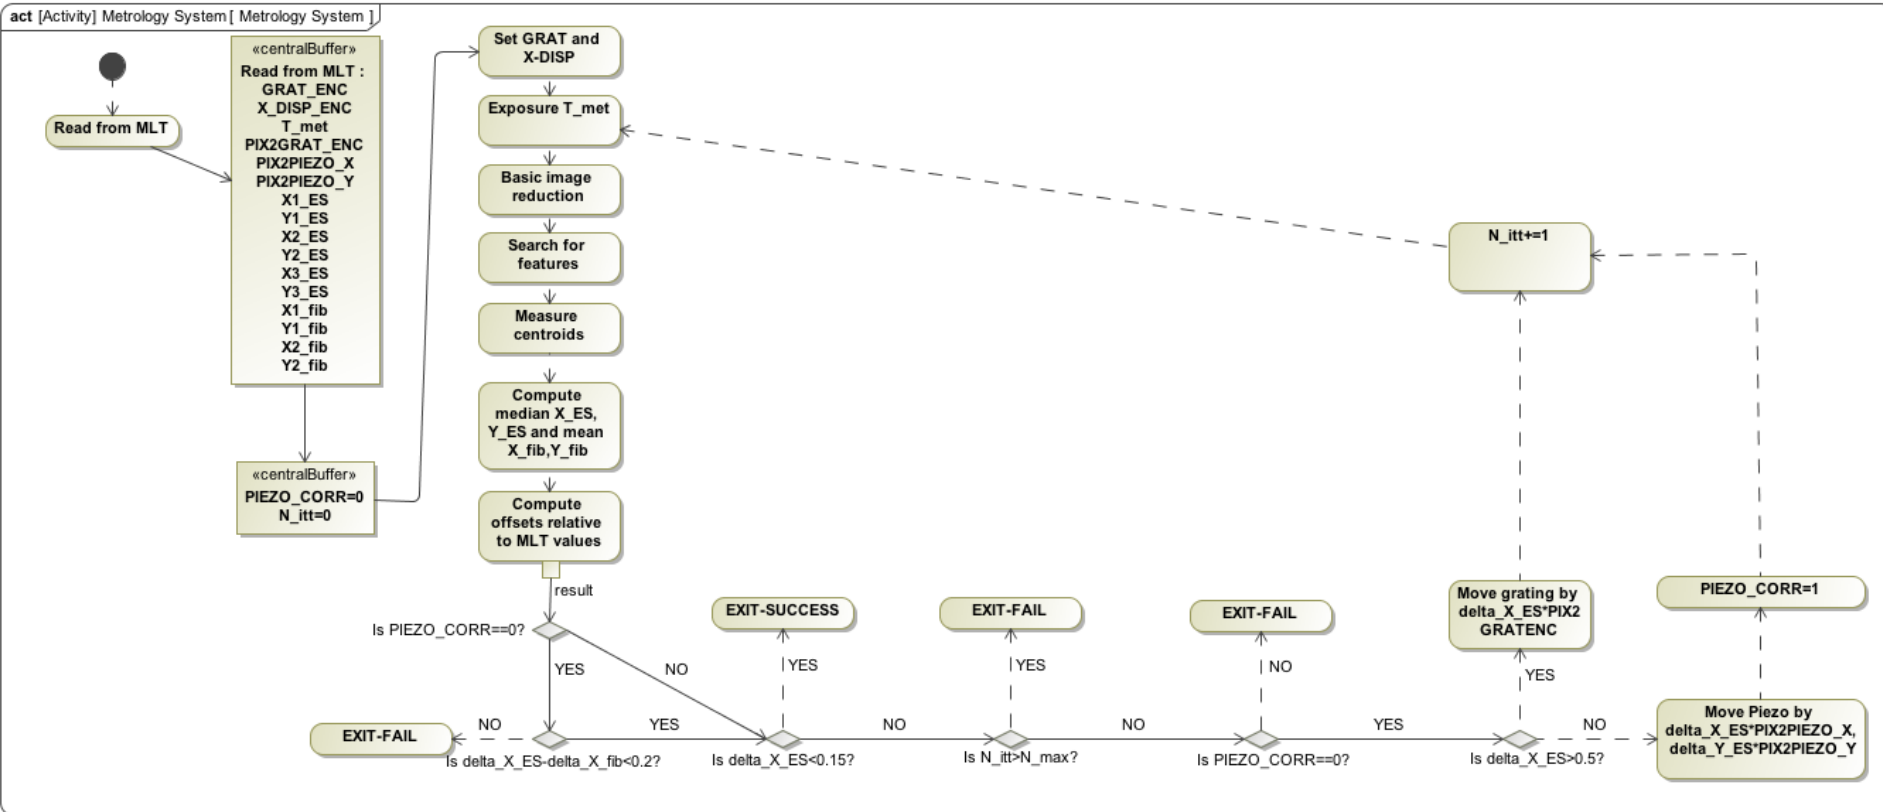 act [Activity] Metrology System [ Metrology System ]
Read from MLT
«centralBuffer»
Read from MLT :
GRAT_ENC
X_DISP_ENC
T_met
PIX2GRAT_ENC
PIX2PIEZO_X
PIX2PIEZO_Y
X1_ES
Y1_ES
X2_ES
Y2_ES
X3_ES
Y3_ES
X1_fib
Y1_fib
X2_fib
Y2_fib
«centralBuffer»
PIEZO_CORR=0
N_itt=0
Set GRAT and
X-DISP
Exposure T_met
Basic image
reduction
Search for
features
Measure
centroids
Compute
median X_ES,
Y_ES and mean
X_fib,Y_fib
Compute
offsets relative
to MLT values
result
Is PIEZO_CORR==0?
YES
NO
EXIT-FAIL
NO
Is delta_X_ES-delta_X_fib<0.2?
YES
EXIT-SUCCESS
YES
Is delta_X_ES<0.15?
NO
EXIT-FAIL
YES
Is N_itt>N_max?
NO
EXIT-FAIL
NO
Is PIEZO_CORR==0?
YES
Is delta_X_ES>0.5?
YES
Move grating by
delta_X_ES*PIX2
GRATENC
NO
Move Piezo by
delta_X_ES*PIX2PIEZO_X,
delta_Y_ES*PIX2PIEZO_Y
PIEZO_CORR=1
N_itt+=1